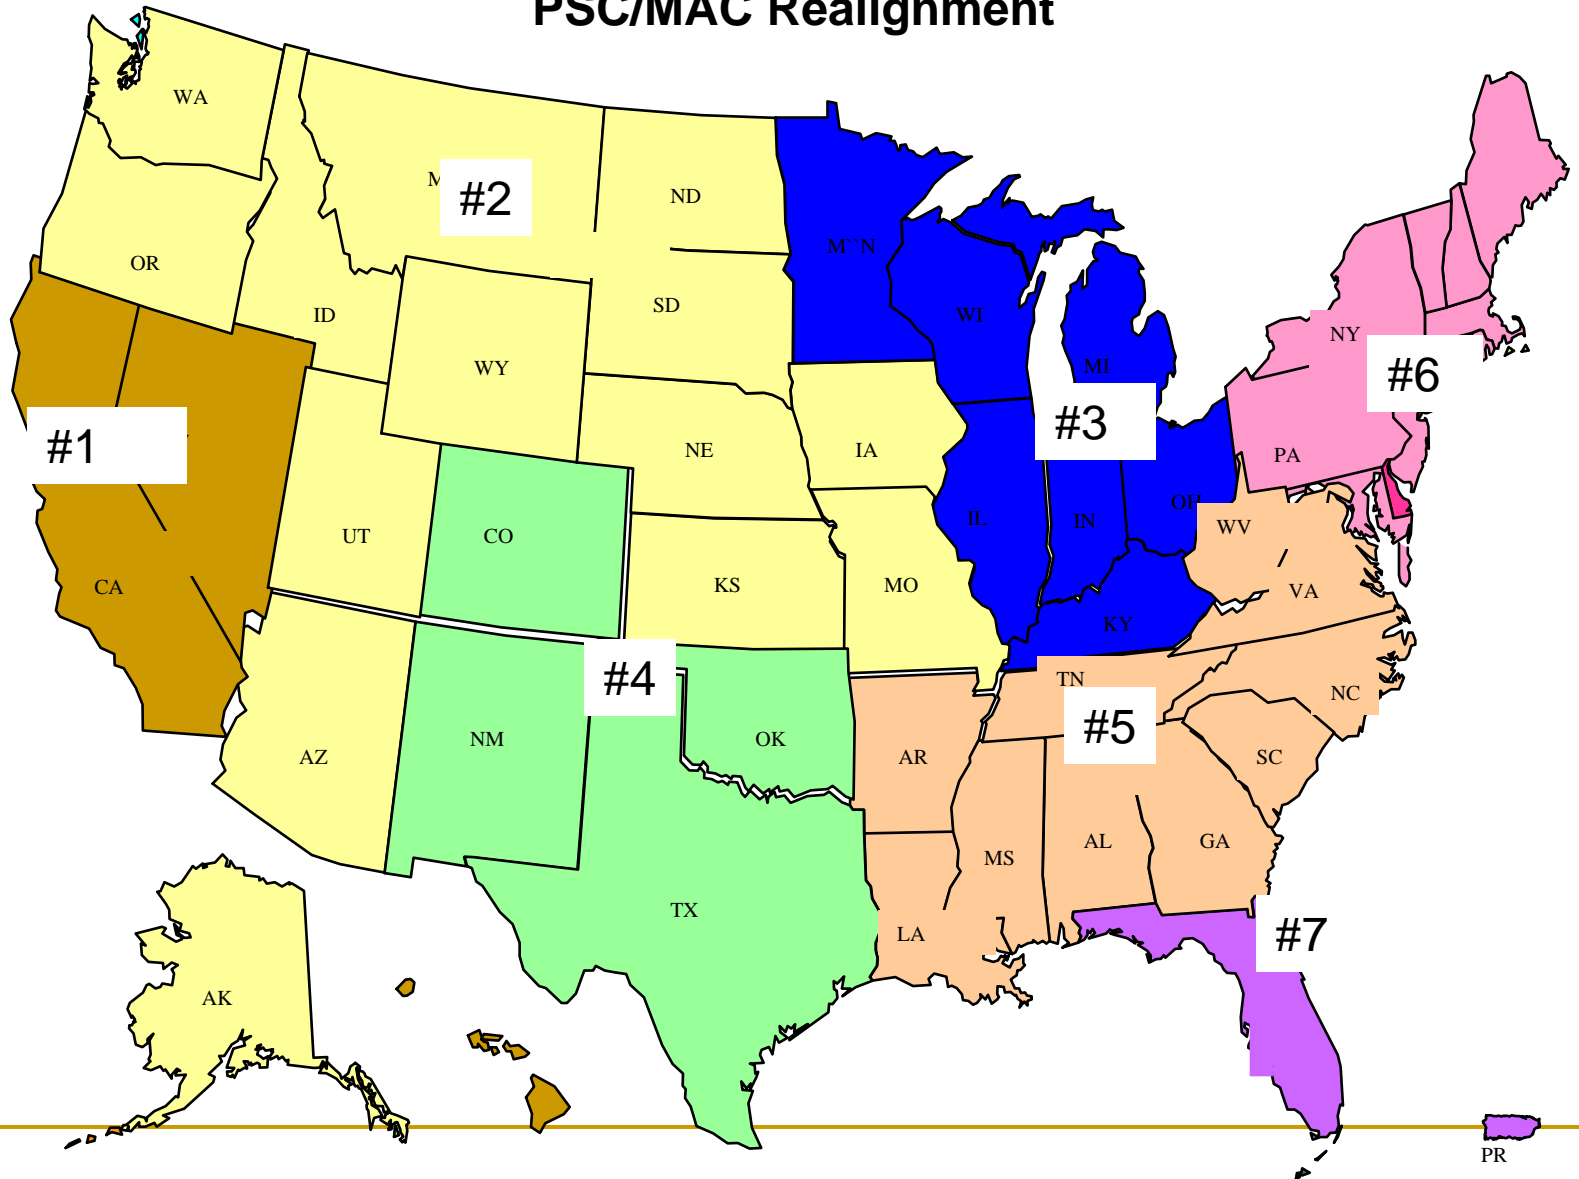 PSC/MAC Realignment
WA
M
#2
ND
M``N
OR
ID
SD
WI
NY
WY
MI
#6
#1
#3
NE
IA
PA
UT
CO
IL
IN
OH
WV
CA
KS
MO
VA
KY
#4
TN
NC
NM
OK
#5
AZ
AR
SC
MS
AL
GA
TX
LA
#7
AK
PR